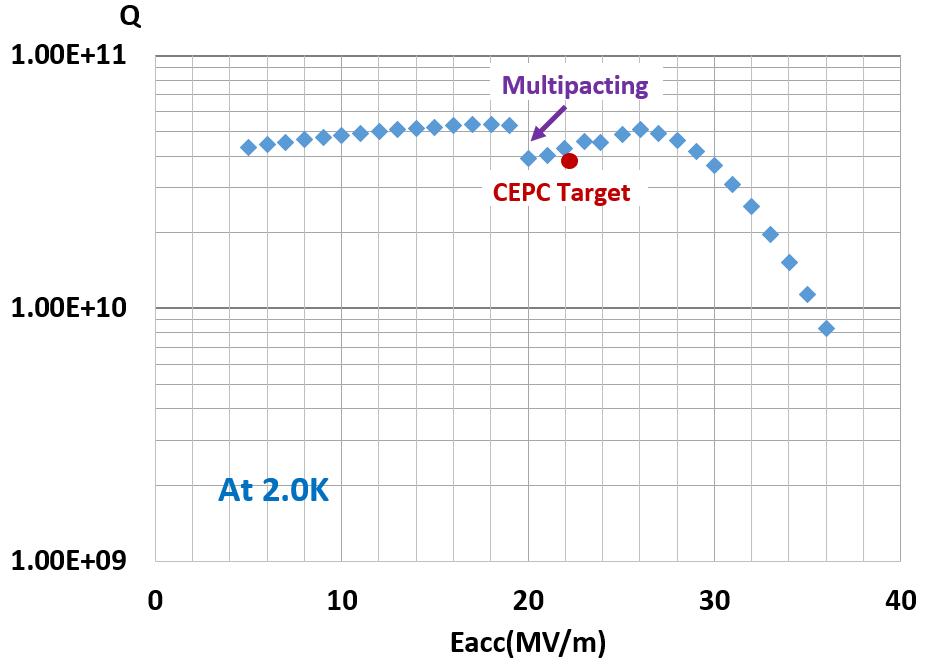 Q
1.00E+11
Multipacting
CEPC Target
1.00E+10
At 2.0K
1.00E+09
0 10 20 30 40
Eacc(MV/m)